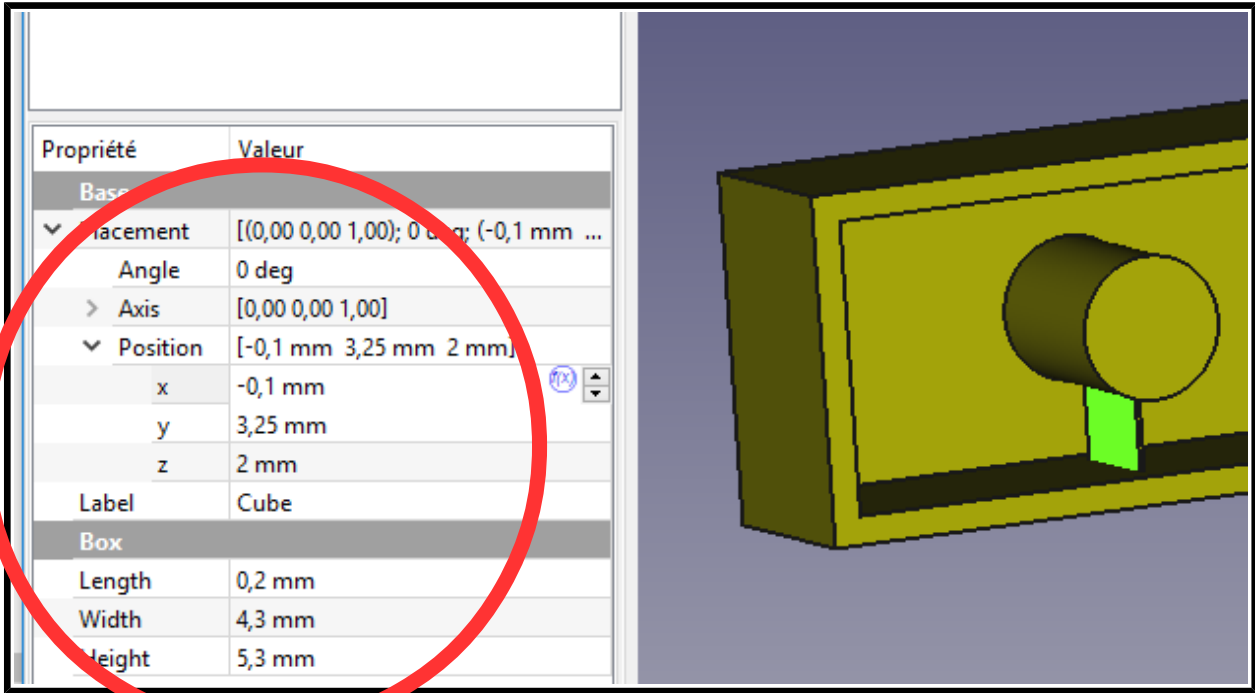 Propriété Valeur
Base
Placement [(0,00 0,00 1,00); 0 deg; (-0,1 mm ...
Angle 0 deg
Axis [0,00 0,00 1,00]
Position [-0,1 mm 3,25 mm 2 mm]
x -0,1 mm f(x)
y 3,25 mm
z 2 mm
Label Cube
Box
Length 0,2 mm
Width 4,3 mm
Height 5,3 mm